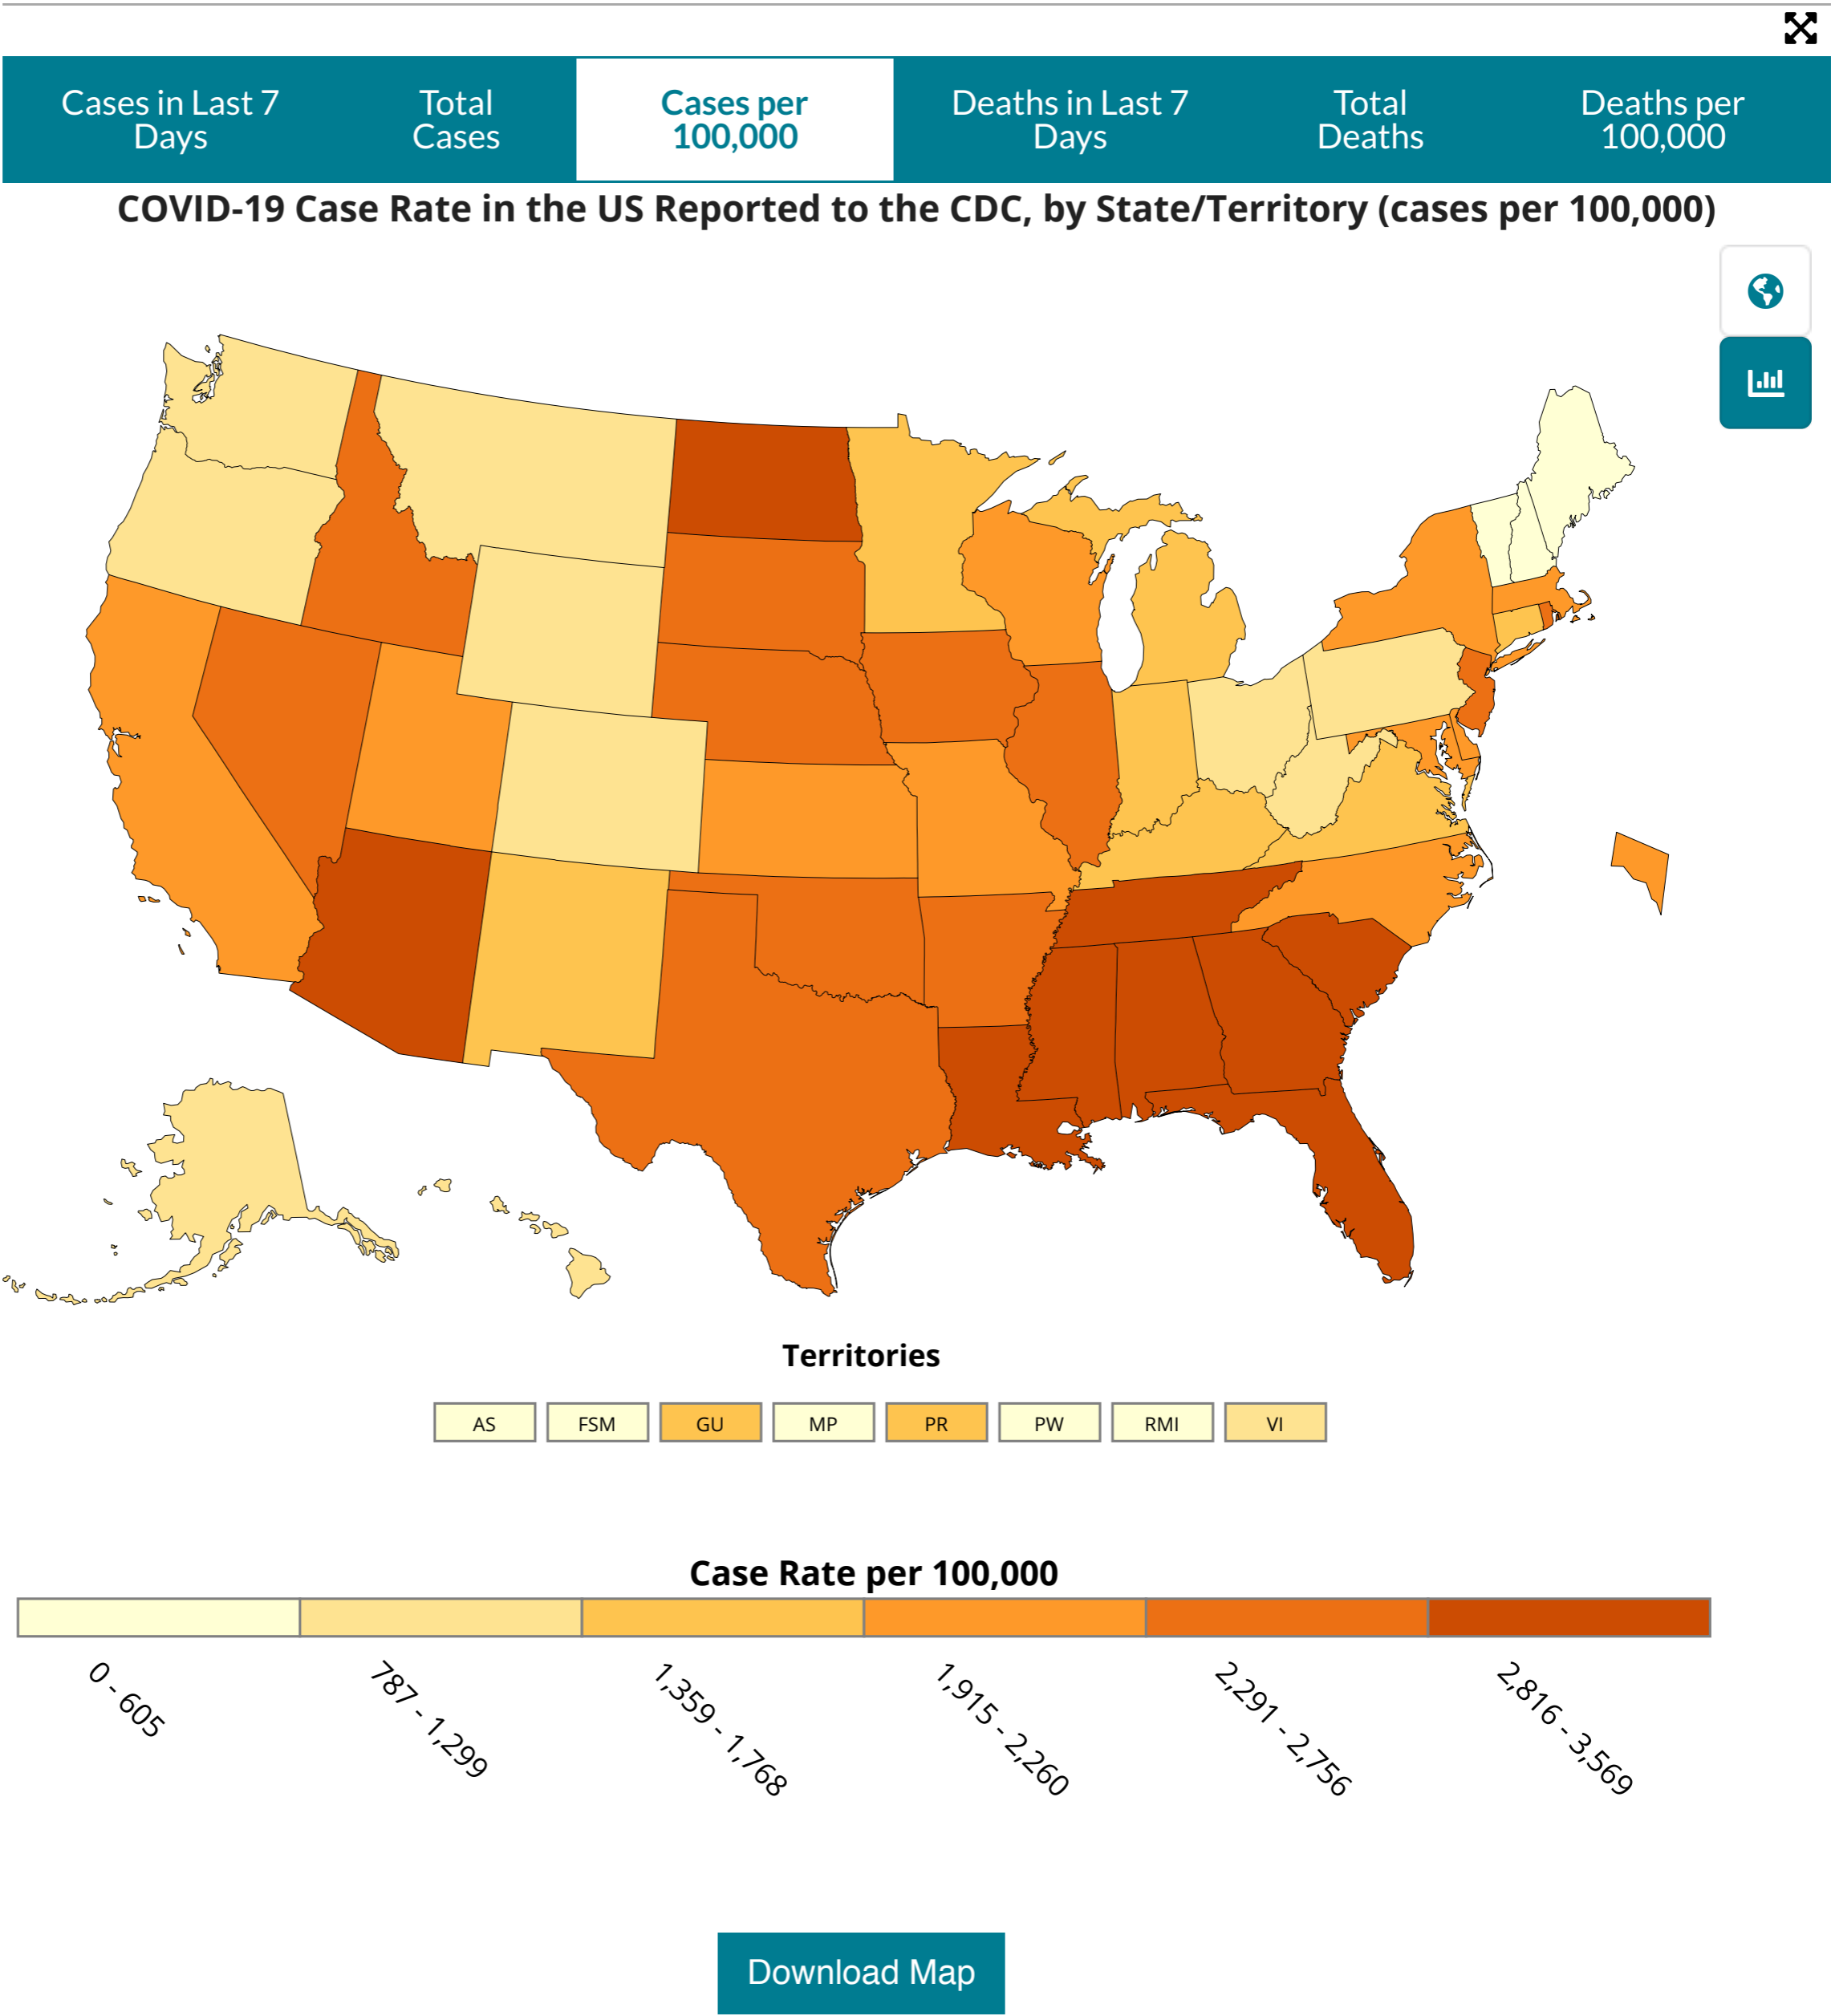 Cases in Last 7
Days
Total
Cases
Cases per
100,000
Deaths in Last 7
Days
Total
Deaths
Deaths per
100,000
COVID-19 Case Rate in the US Reported to the CDC, by State/Territory (cases per 100,000)
Territories
AS FSM GU MP PR PW RMI VI
Case Rate per 100,000
0 - 605
787 - 1,299
1,359 - 1,768
1,915 - 2,260
2,291 - 2,756
2,816 - 3,569
Download Map